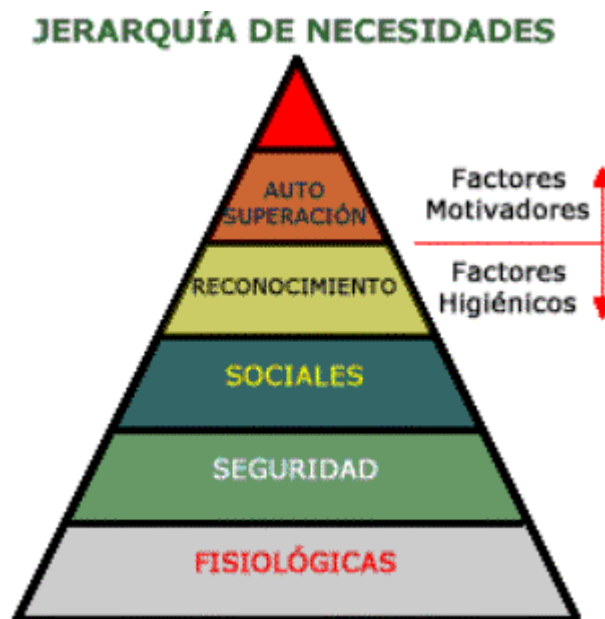 JERARQUÍA DE NECESIDADES
AUTO
SUPERACIÓN
Factores
Motivadores
RECONOCIMIENTO
Factores
Higiénicos
SOCIALES
SEGURIDAD
FISIOLÓGICAS